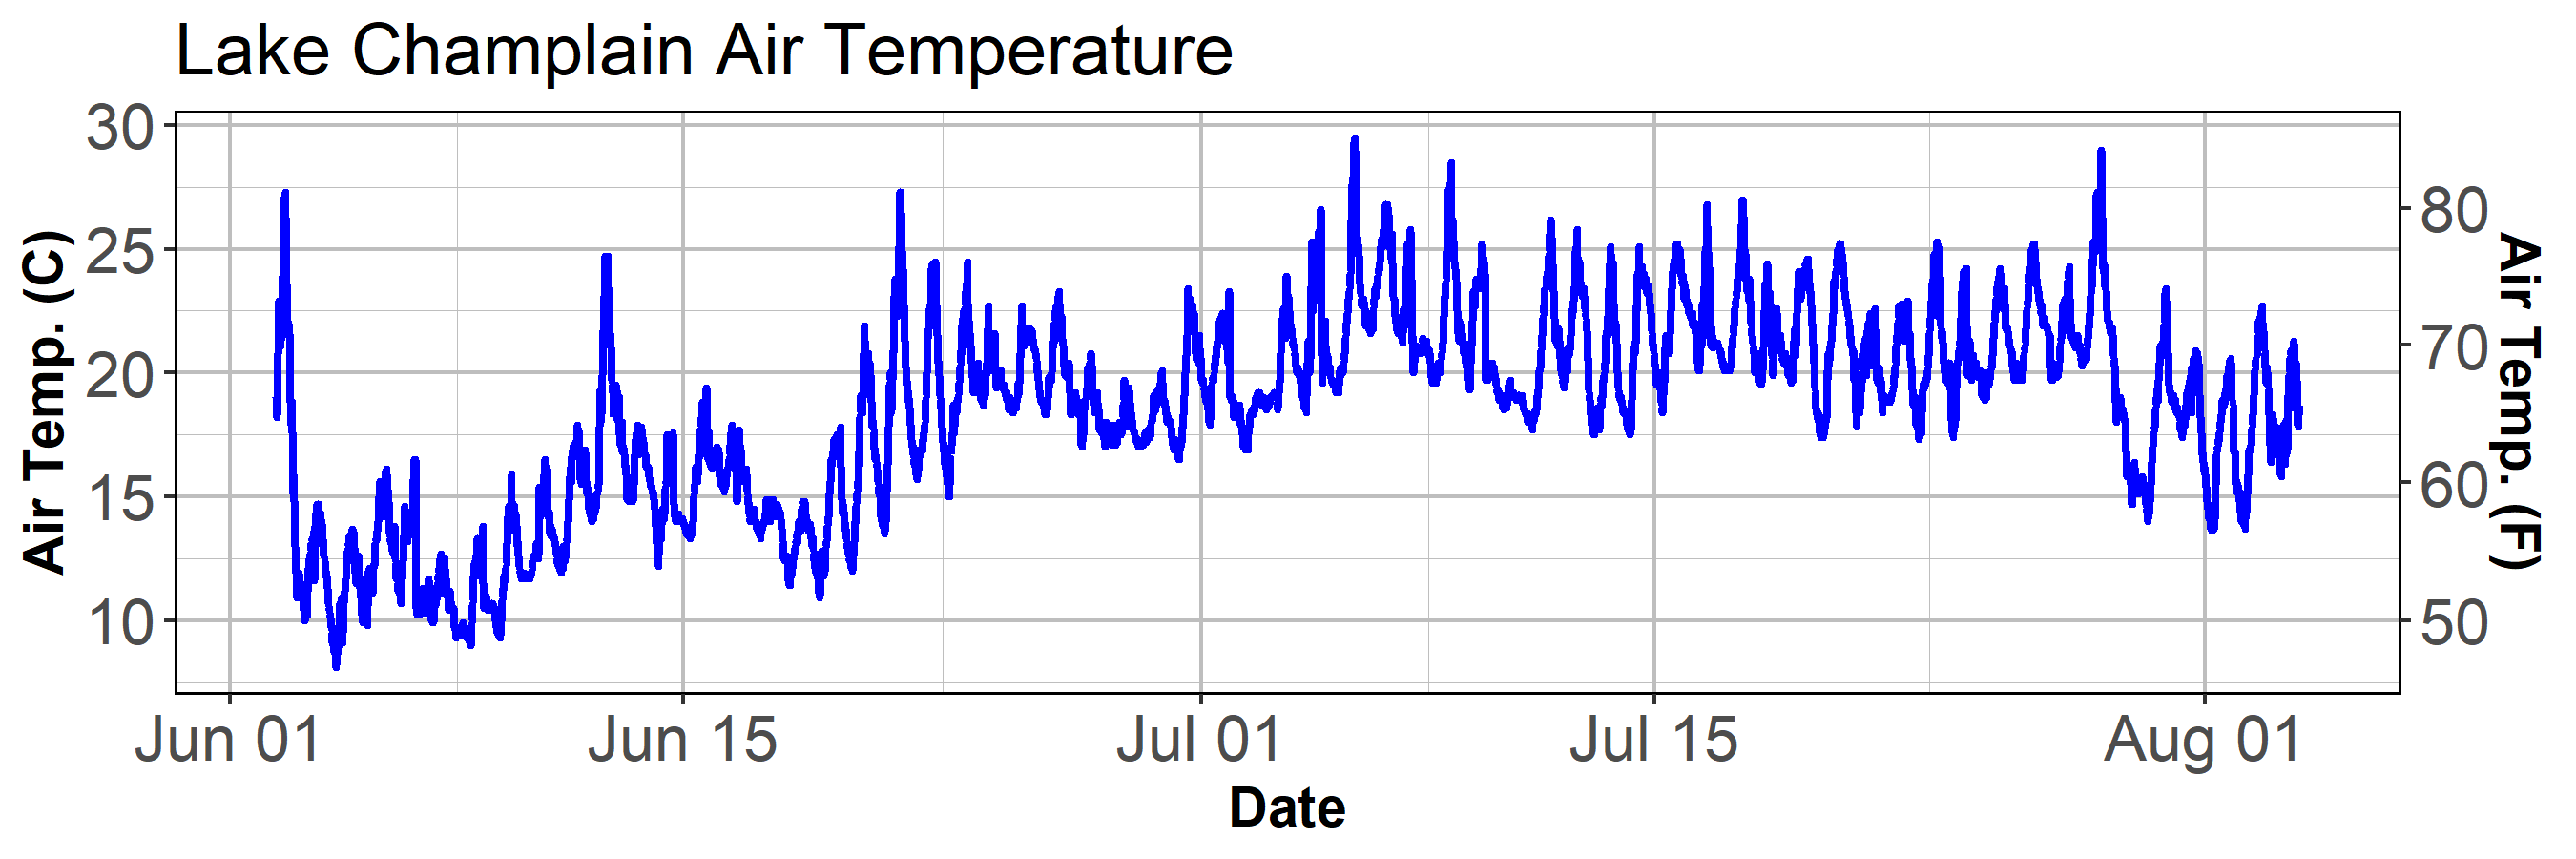 Lake Champlain Air Temperature
Air Temp. (C)
30
25
20
15
10
80
70
60
50
Air Temp. (F)
Jun 01
Jun 15
Jul 01
Jul 15
Aug 01
Date